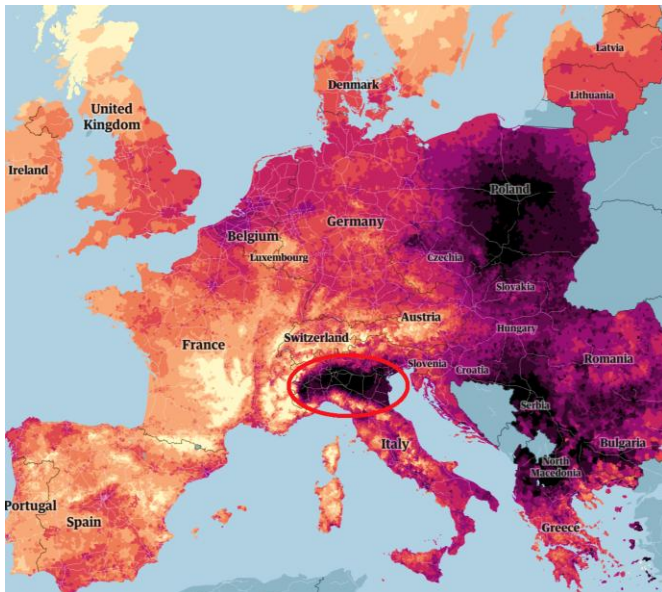 Latvia
Denmark
Lithuania
United
Kingdom
Ireland
Poland
Germany
Belgium
Czechia
Luxembourg
Slovakia
Austria
Hungary
France
Switzerland
Slovenia
Croatia
Romania
Serbia
Italy
Bulgaria
North
Macedonia
Portugal
Spain
Greece